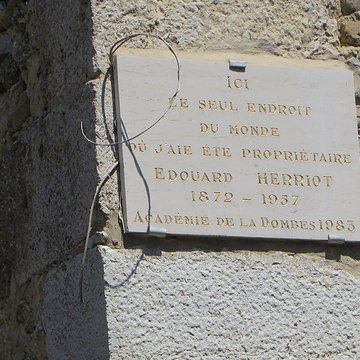 ICI
LE SEUL ENDROIT
DU MONDE
OÙ J'AIE ÉTÉ PROPRIÉTAIRE
EDOUARD HERRIOT
1872 - 1957
ACADÉMIE DE LA DOMBES 1983